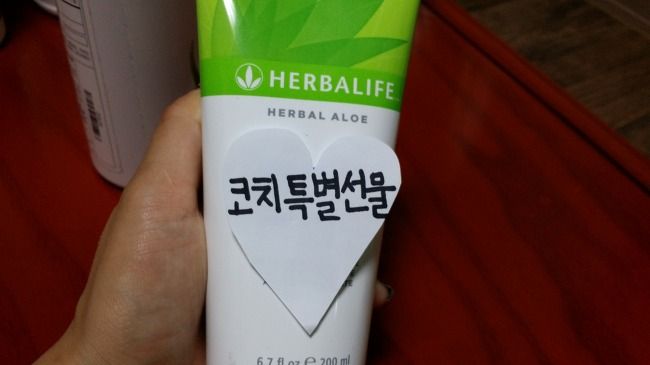 HERBALIFE
HERBAL ALOE
코치특별선물
6.7 fl oz e 200 ml